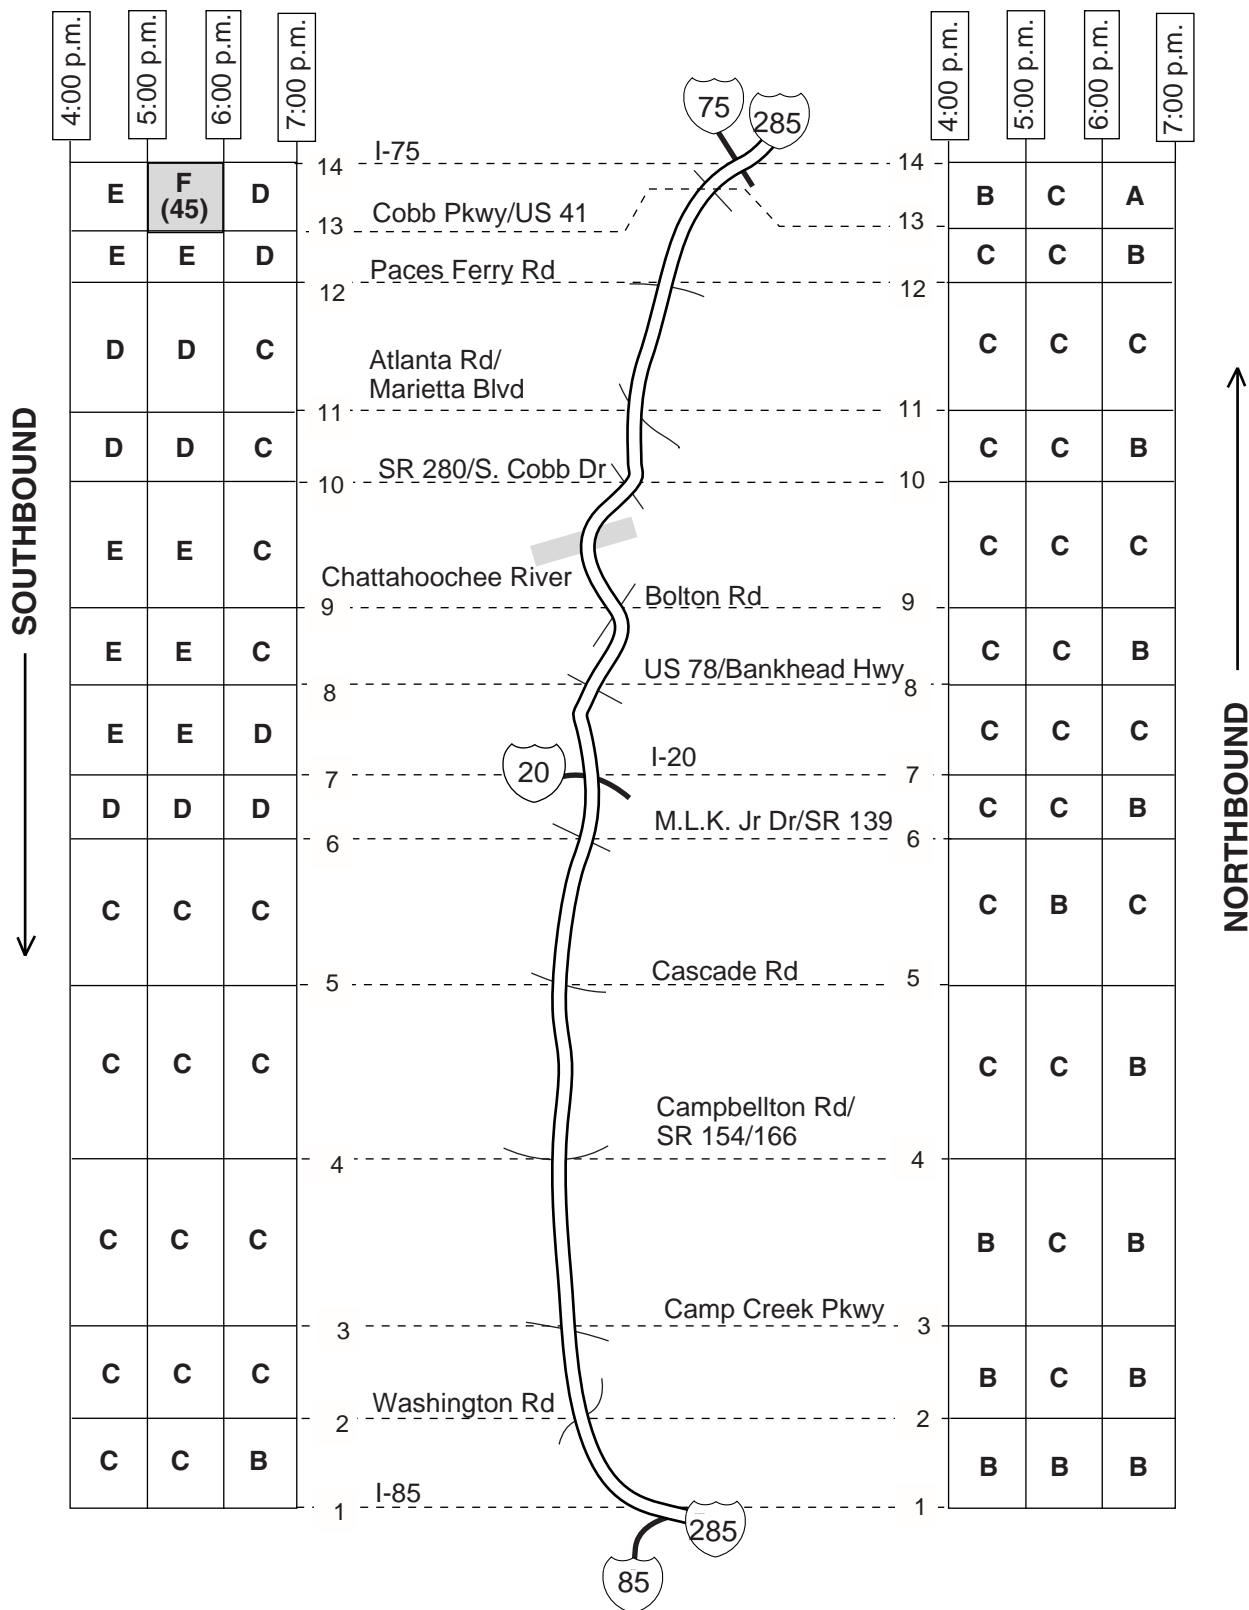 4:00 p.m.
5:00 p.m.
6:00 p.m.
7:00 p.m.
4:00 p.m.
5:00 p.m.
6:00 p.m.
7:00 p.m.
75
285
14 I-75 14
E F (45) D
B C A
13 Cobb Pkwy/US 41 13
E E D
C C B
12 Paces Ferry Rd 12
D D C
C C C
Atlanta Rd/
Marietta Blvd
11 11
D D C
C C B
SR 280/S. Cobb Dr
10 10
E E C
C C C
Chattahoochee River
Bolton Rd
9 9
E E C
C C B
US 78/Bankhead Hwy
8 8
E E D
C C C
20
I-20
7 7
D D D
C C B
M.L.K. Jr Dr/SR 139
6 6
C C C
C B C
Cascade Rd
5 5
C C C
C C B
Campbellton Rd/
SR 154/166
4 4
C C C
B C B
Camp Creek Pkwy
3 3
C C C
B C B
Washington Rd
2 2
C C B
B B B
I-85
1 1
285
85
SOUTHBOUND
NORTHBOUND